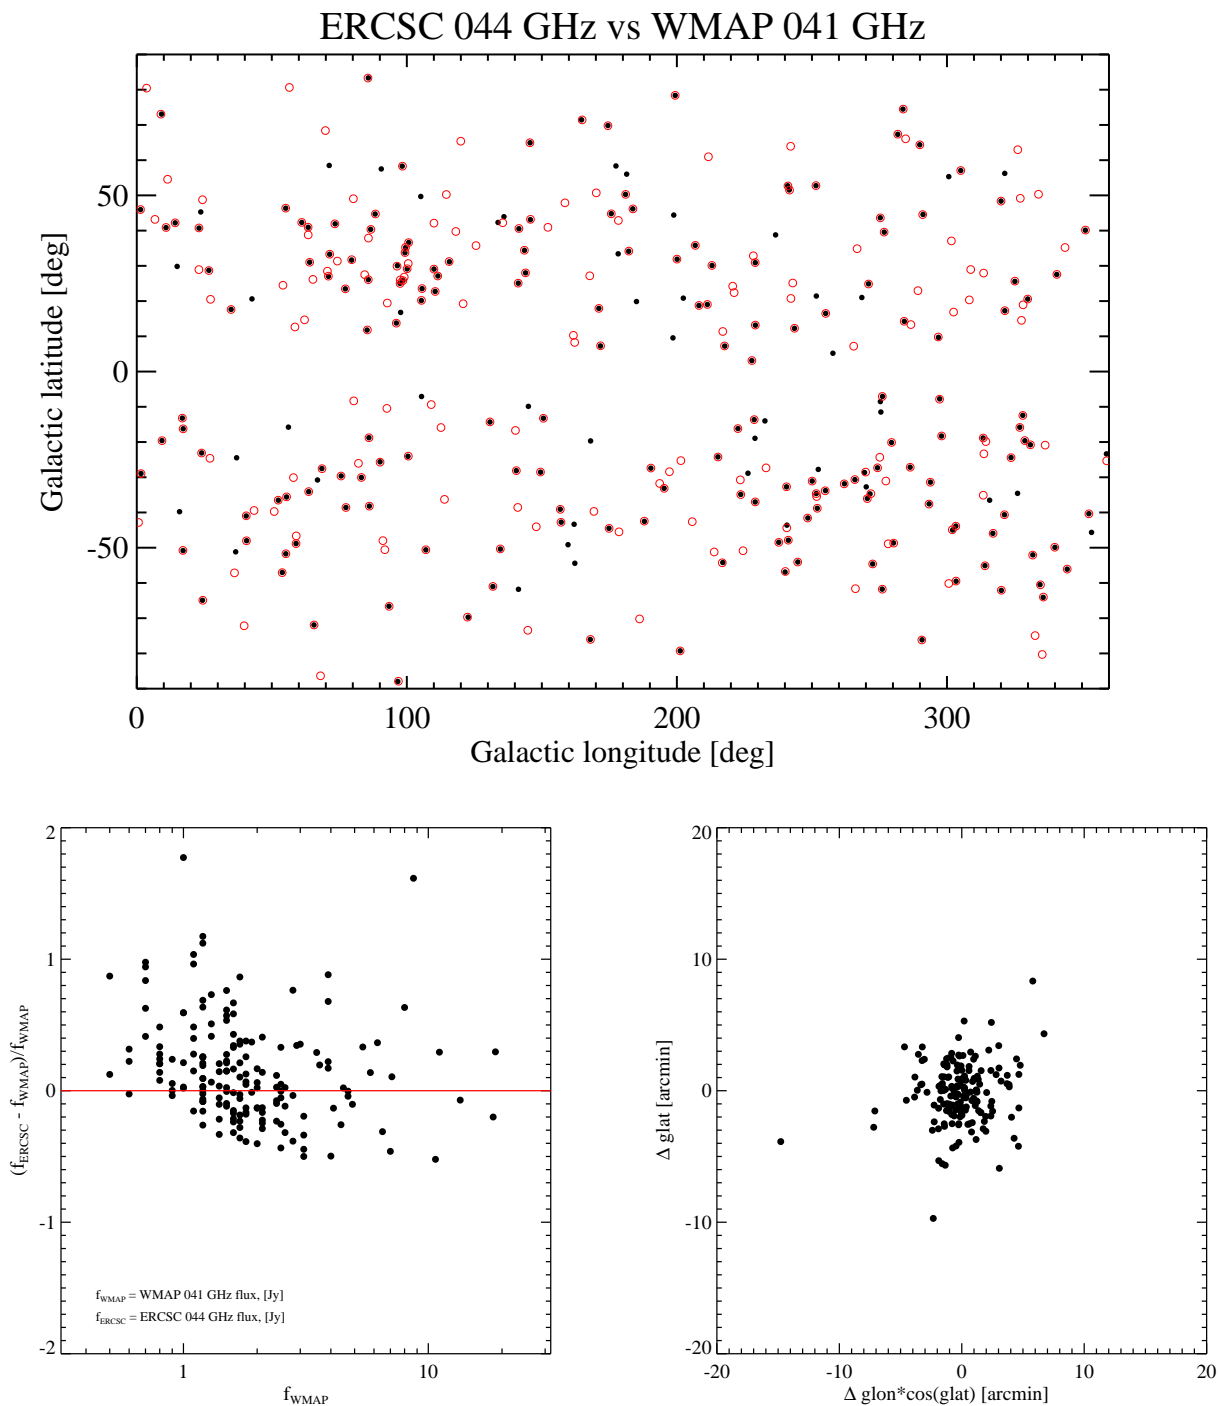 ERCSC 044 GHz vs WMAP 041 GHz
Galactic latitude [deg]
50
0
-50
0 100 200 300
Galactic longitude [deg]
(f_ERCSC - f_WMAP)/f_WMAP
2
1
0
-1
-2
f_WMAP = WMAP 041 GHz flux, [Jy]
f_ERCSC = ERCSC 044 GHz flux, [Jy]
1 10
f_WMAP
Δ glat [arcmin]
20
10
0
-10
-20
-20 -10 0 10 20
Δ glon*cos(glat) [arcmin]